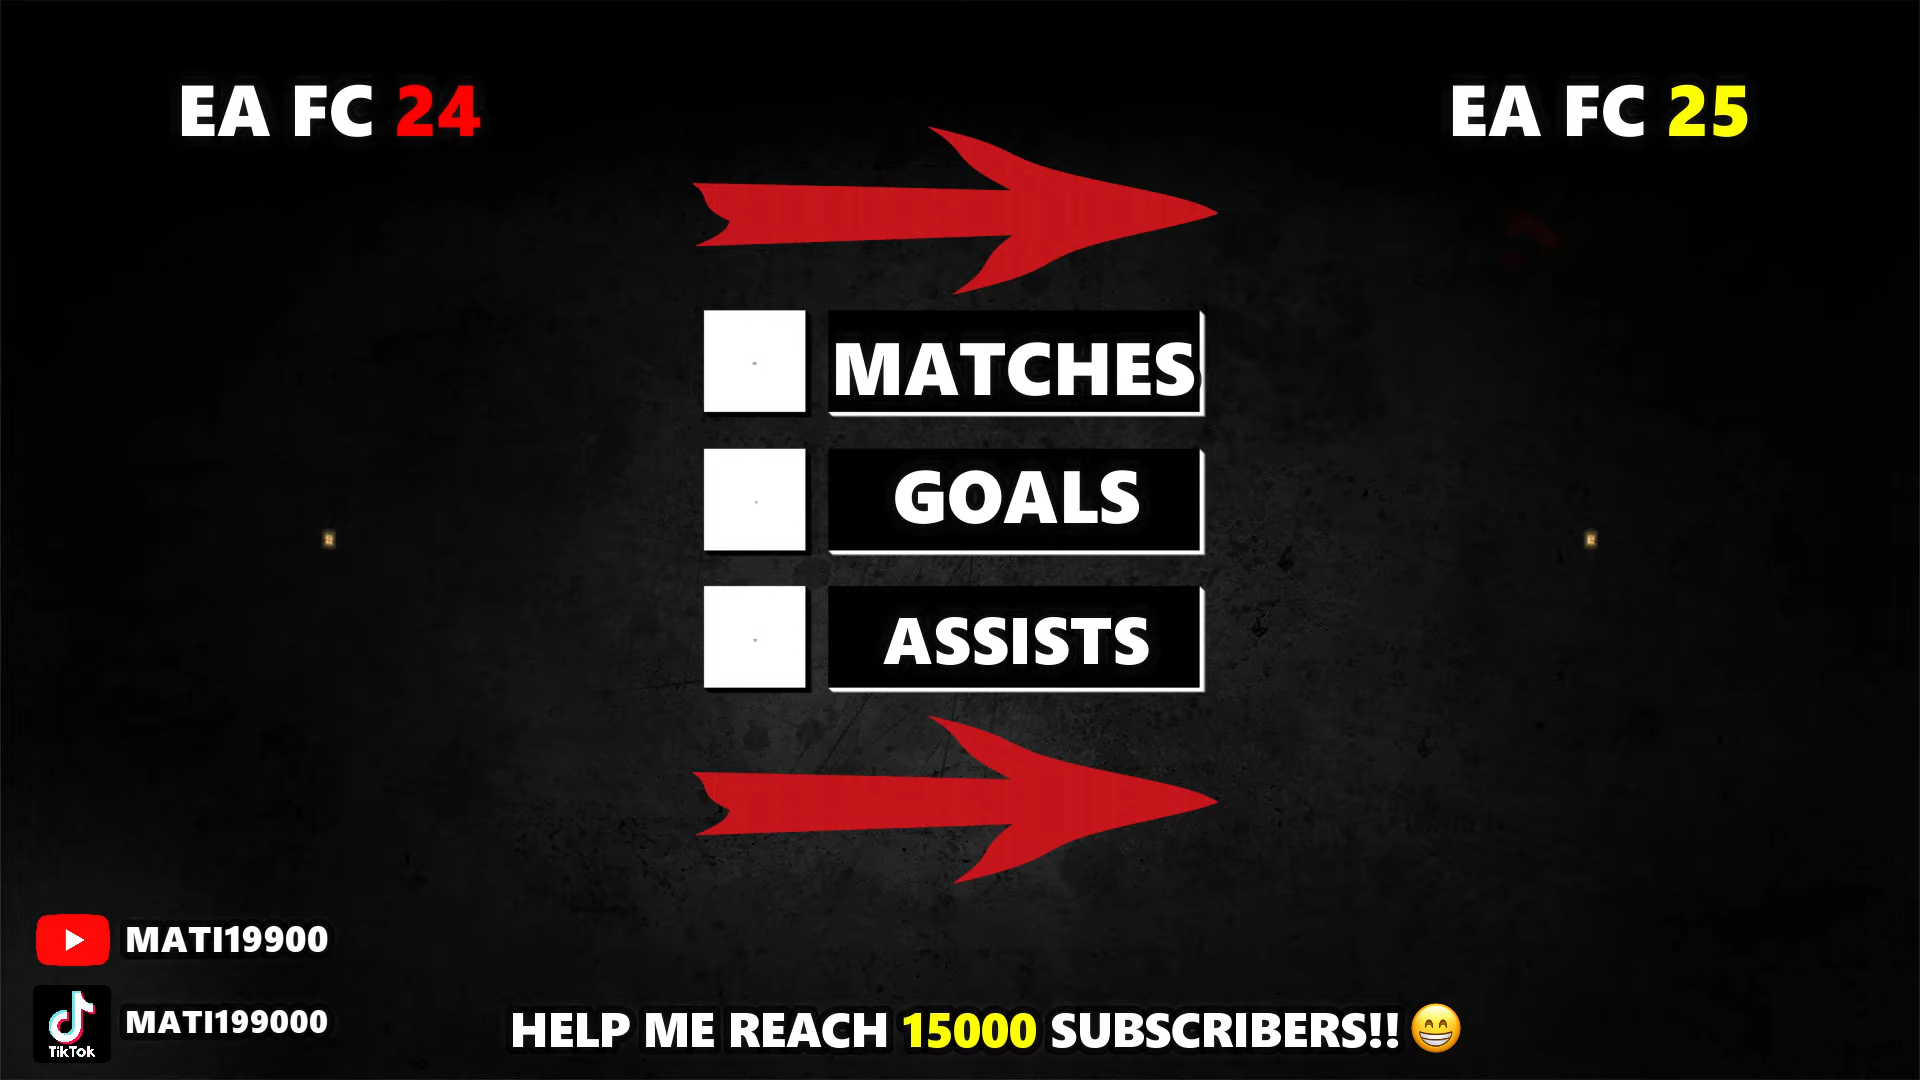 EA FC 24
EA FC 25
MATCHES
GOALS
ASSISTS
MATI19900
TikTok
MATI199000
HELP ME REACH 15000 SUBSCRIBERS!! 😁